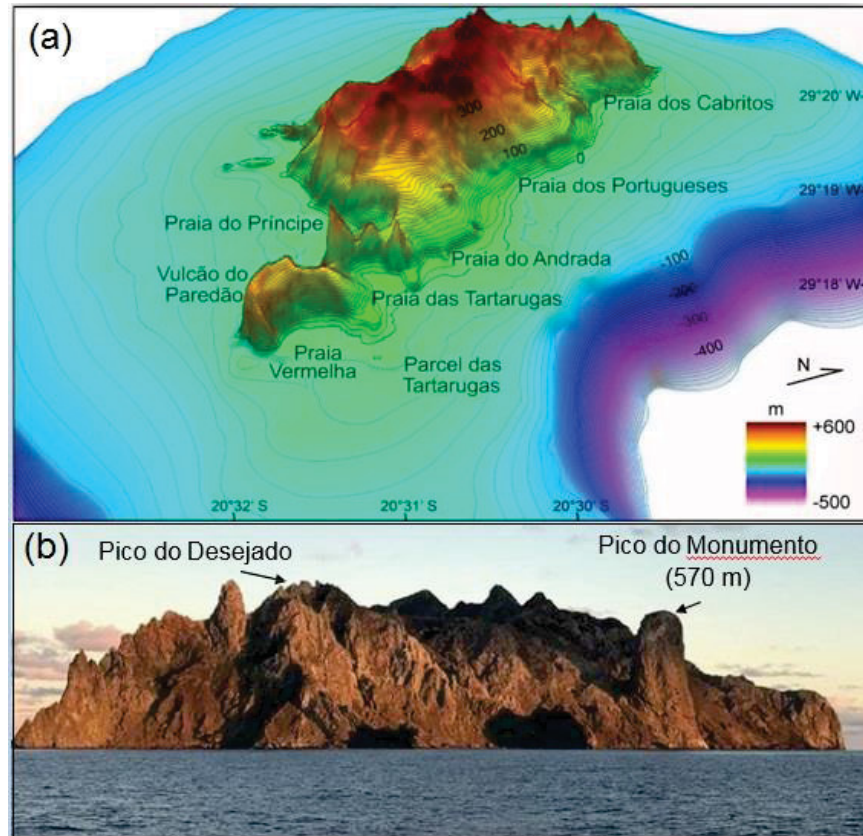 (a)
400
300
200
100
0
Praia dos Cabritos
29°20' W
Praia dos Portugueses
29°19' W
Praia do Príncipe
Praia do Andrada
-100
29°18' W
Vulcão do
Paredão
Praia das Tartarugas
-200
-300
-400
Praia
Vermelha
Parcel das
Tartarugas
N
m
+600
-500
20°32' S
20°31' S
20°30' S
(b)
Pico do Desejado
Pico do Monumento
(570 m)